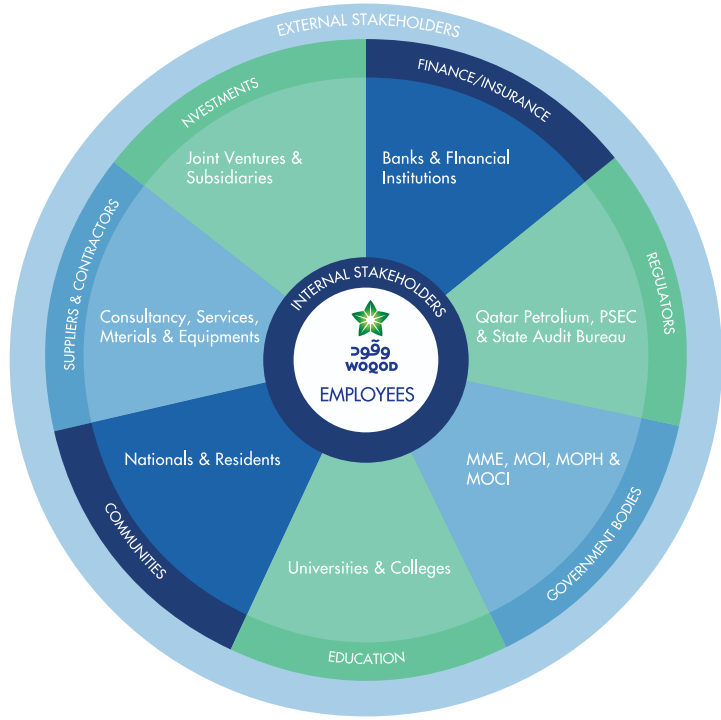 EXTERNAL STAKEHOLDERS
FINANCE/INSURANCE
Banks & FInancial
Institutions
REGULATORS
Qatar Petrolium, PSEC
& State Audit Bureau
GOVERNMENT BODIES
MME, MOI, MOPH &
MOCI
EDUCATION
Universities & Colleges
COMMUNITIES
Nationals & Residents
SUPPLIERS & CONTRACTORS
Consultancy, Services,
Mterials & Equipments
NVESTMENTS
Joint Ventures &
Subsidiaries
INTERNAL STAKEHOLDERS
وقود
WOQOD
EMPLOYEES